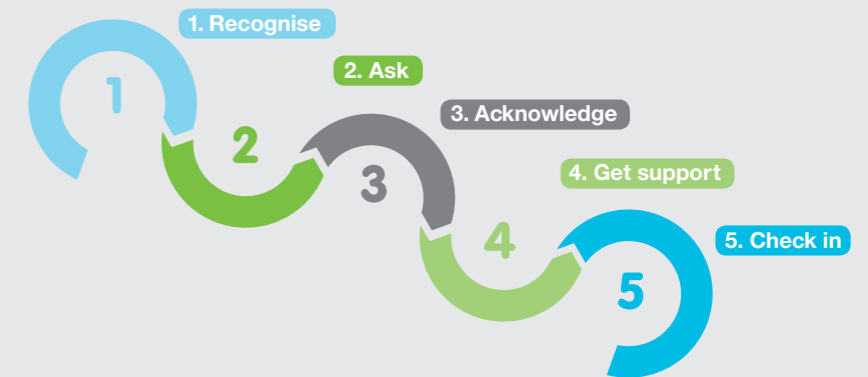 1. Recognise
1
2. Ask
2
3. Acknowledge
3
4. Get support
4
5. Check in
5